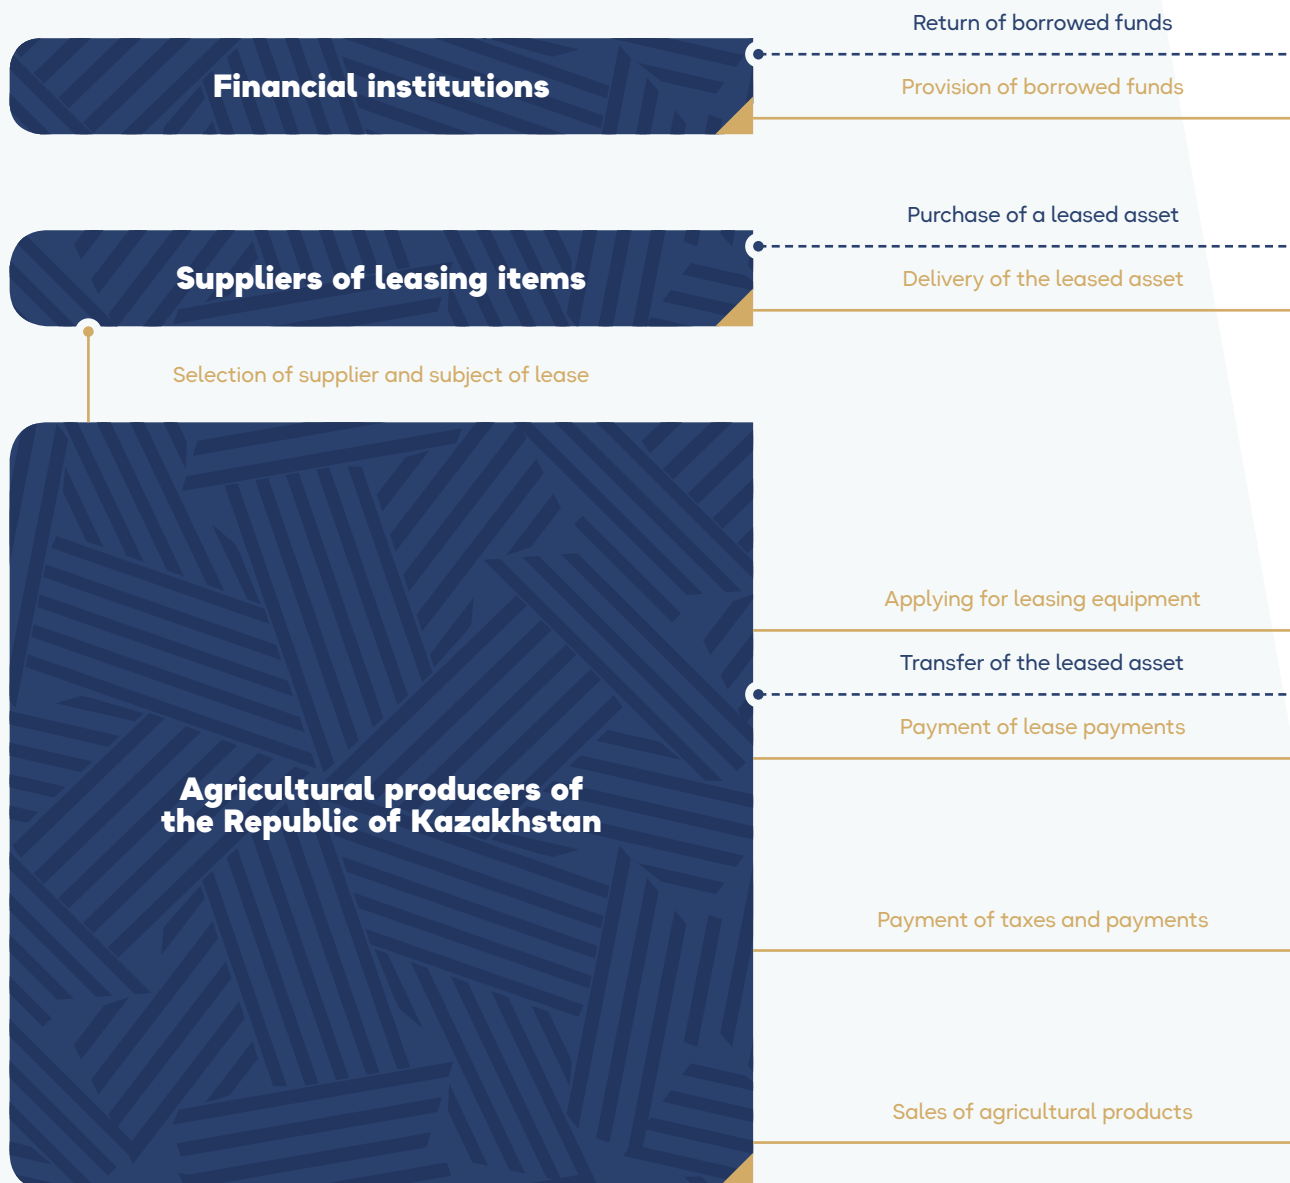 Return of borrowed funds
Financial institutions
Provision of borrowed funds
Purchase of a leased asset
Suppliers of leasing items
Delivery of the leased asset
Selection of supplier and subject of lease
Applying for leasing equipment
Transfer of the leased asset
Payment of lease payments
Agricultural producers of
the Republic of Kazakhstan
Payment of taxes and payments
Sales of agricultural products